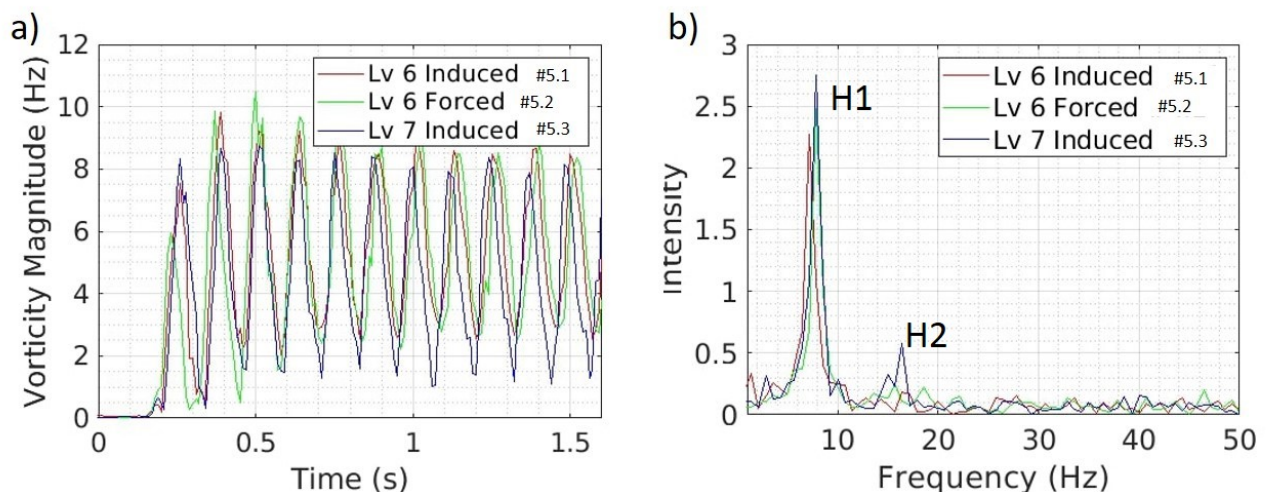 a)
12
10
8
6
4
2
0
Vorticity Magnitude (Hz)
Lv 6 Induced #5.1
Lv 6 Forced #5.2
Lv 7 Induced #5.3
0 0.5 1 1.5
Time (s)
b)
3
2.5
2
1.5
1
0.5
0
Intensity
Lv 6 Induced #5.1
Lv 6 Forced #5.2
Lv 7 Induced #5.3
H1
H2
10 20 30 40 50
Frequency (Hz)